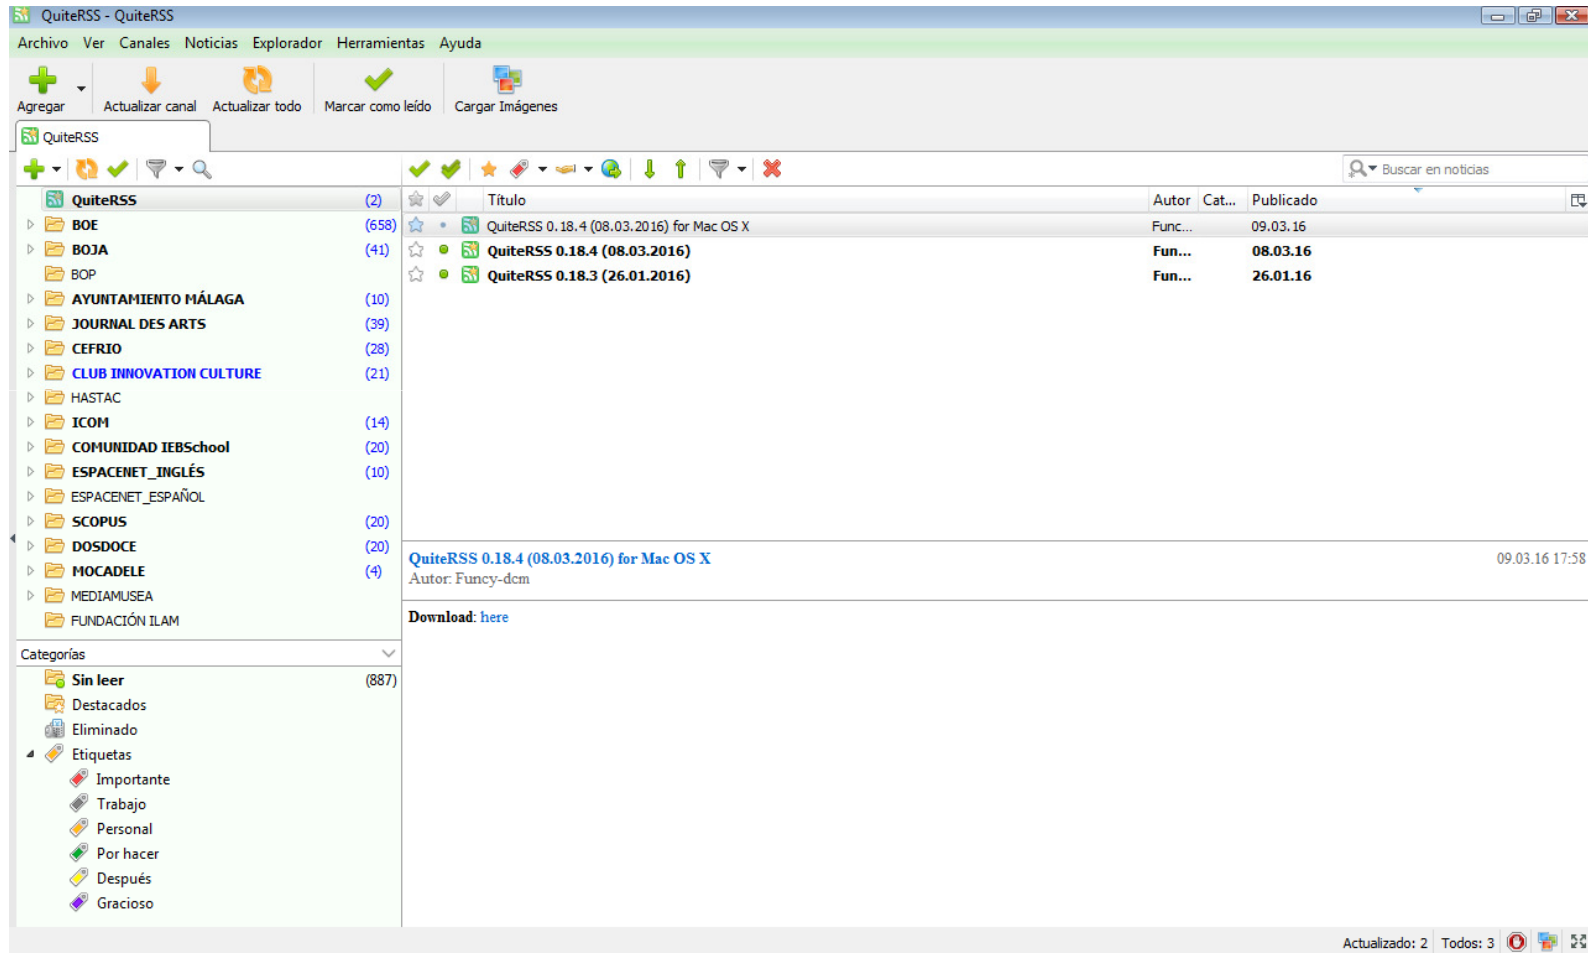 QuiteRSS - QuiteRSS
Archivo Ver Canales Noticias Explorador Herramientas Ayuda
Agregar Actualizar canal Actualizar todo Marcar como leído Cargar Imágenes
QuiteRSS
Buscar en noticias
QuiteRSS (2)
BOE (658)
BOJA (41)
BOP
AYUNTAMIENTO MÁLAGA (10)
JOURNAL DES ARTS (39)
CEFRIO (28)
CLUB INNOVATION CULTURE (21)
HASTAC
ICOM (14)
COMUNIDAD IEBSchool (20)
ESPACENET_INGLÉS (10)
ESPACENET_ESPAÑOL
SCOPUS (20)
DOSDOCE (20)
MOCADELE (4)
MEDIAMUSEA
FUNDACIÓN ILAM
Categorías
Sin leer (887)
Destacados
Eliminado
Etiquetas
Importante
Trabajo
Personal
Por hacer
Después
Gracioso
Título Autor Cat... Publicado
QuiteRSS 0.18.4 (08.03.2016) for Mac OS X Func... 09.03.16
QuiteRSS 0.18.4 (08.03.2016) Fun... 08.03.16
QuiteRSS 0.18.3 (26.01.2016) Fun... 26.01.16
QuiteRSS 0.18.4 (08.03.2016) for Mac OS X 09.03.16 17:58
Autor: Funcy-dcm
Download: here
Actualizado: 2 Todos: 3